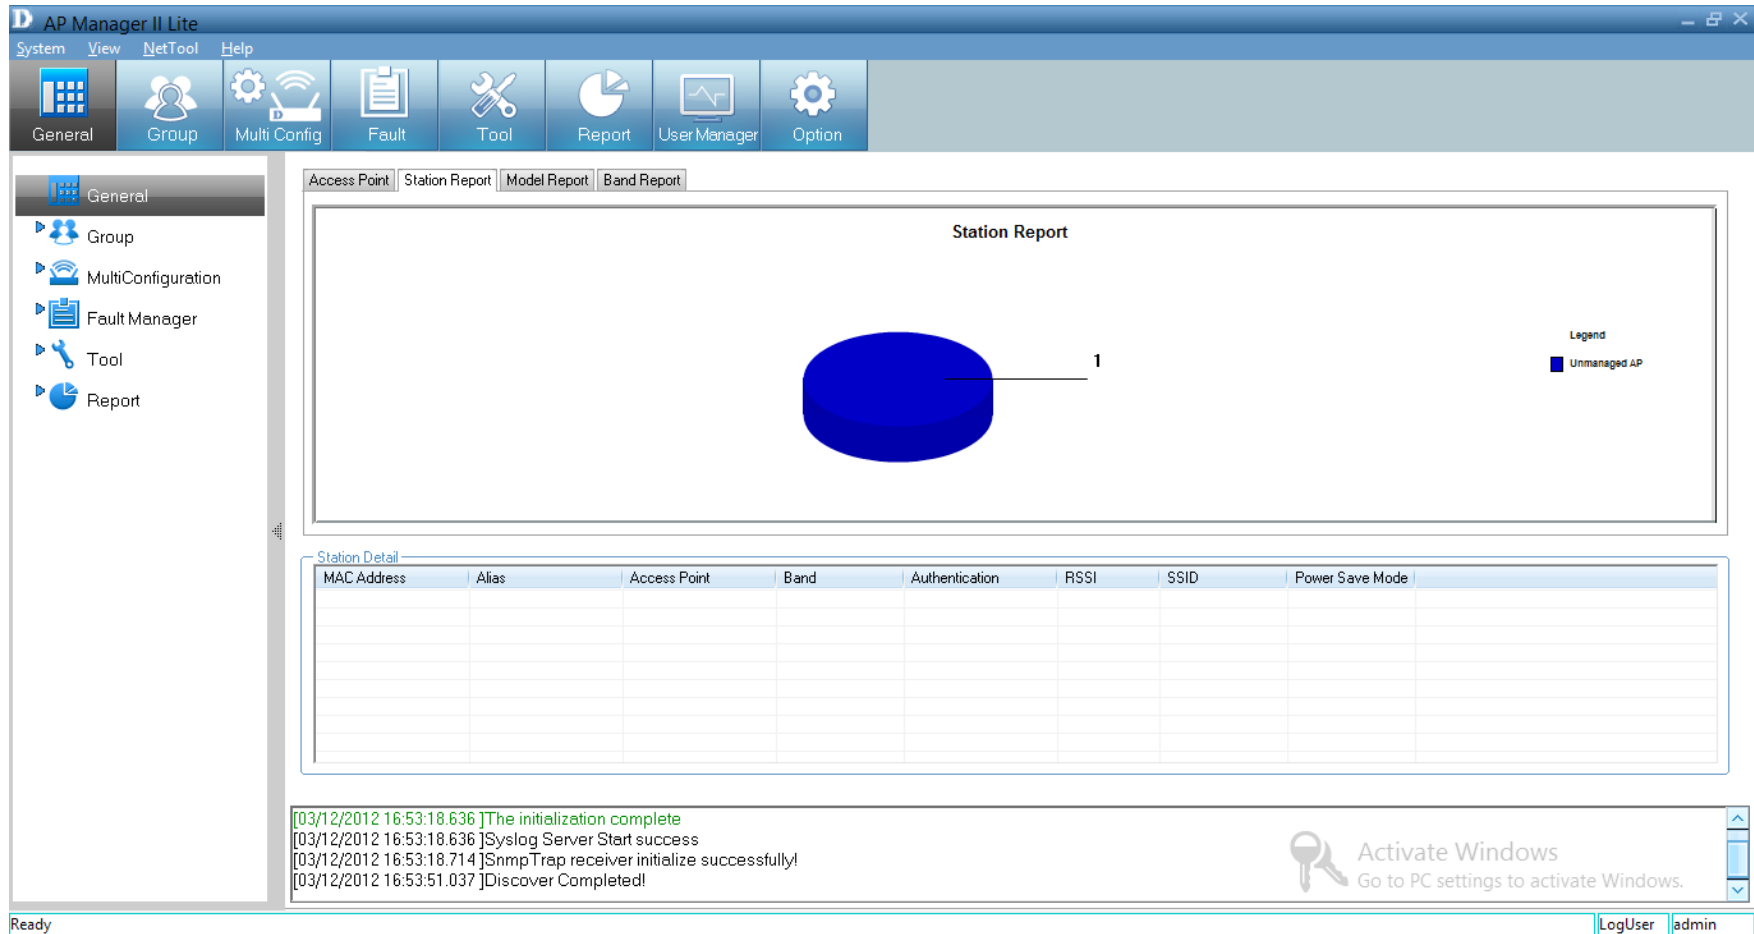 AP Manager II Lite
System View NetTool Help
General Group Multi Config Fault Tool Report User Manager Option
General
Group
MultiConfiguration
Fault Manager
Tool
Report
Access Point Station Report Model Report Band Report
Station Report
1
Legend
Unmanaged AP
Station Detail
MAC Address Alias Access Point Band Authentication RSSI SSID Power Save Mode
[03/12/2012 16:53:18.636 ]The initialization complete
[03/12/2012 16:53:18.636 ]Syslog Server Start success
[03/12/2012 16:53:18.714 ]SnmpTrap receiver initialize successfully!
[03/12/2012 16:53:51.037 ]Discover Completed!
Activate Windows
Go to PC settings to activate Windows.
Ready LogUser admin